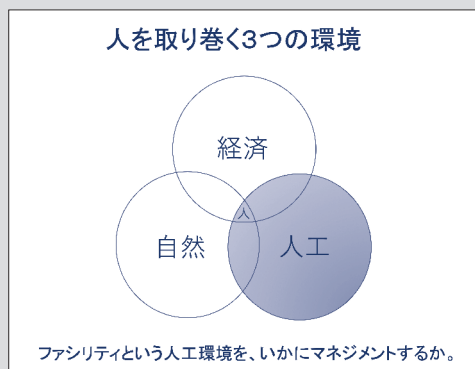 人を取り巻く3つの環境
経済
人
自然
人工
ファシリティという人工環境を、いかにマネジメントするか。